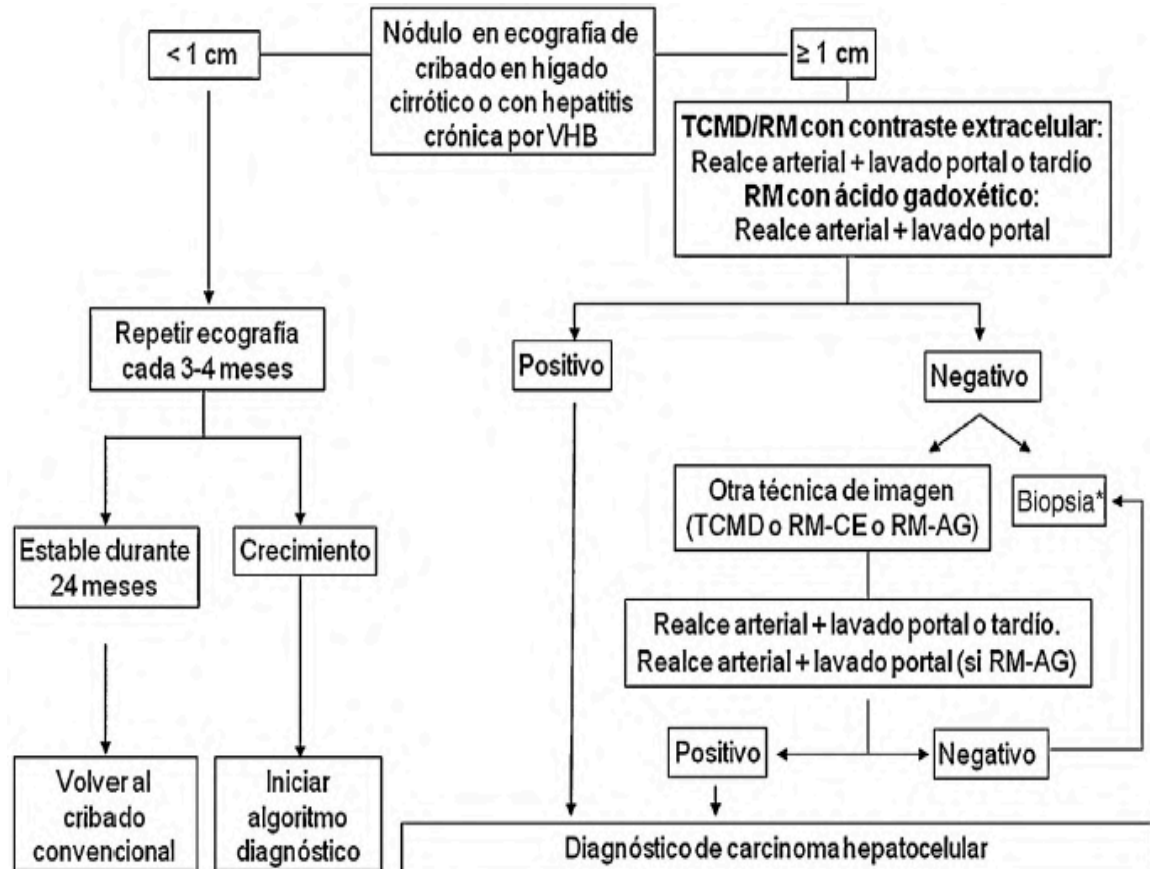 Nódulo en ecografía de
cribado en hígado
cirrótico o con hepatitis
crónica por VHB
< 1 cm
≥ 1 cm
TCMD/RM con contraste extracelular:
Realce arterial + lavado portal o tardío
RM con ácido gadoxético:
Realce arterial + lavado portal
Repetir ecografía
cada 3-4 meses
Positivo
Negativo
Estable durante
24 meses
Crecimiento
Otra técnica de imagen
(TCMD o RM-CE o RM-AG)
Biopsia*
Realce arterial + lavado portal o tardío.
Realce arterial + lavado portal (si RM-AG)
Positivo
Negativo
Volver al
cribado
convencional
Iniciar
algoritmo
diagnóstico
Diagnóstico de carcinoma hepatocelular